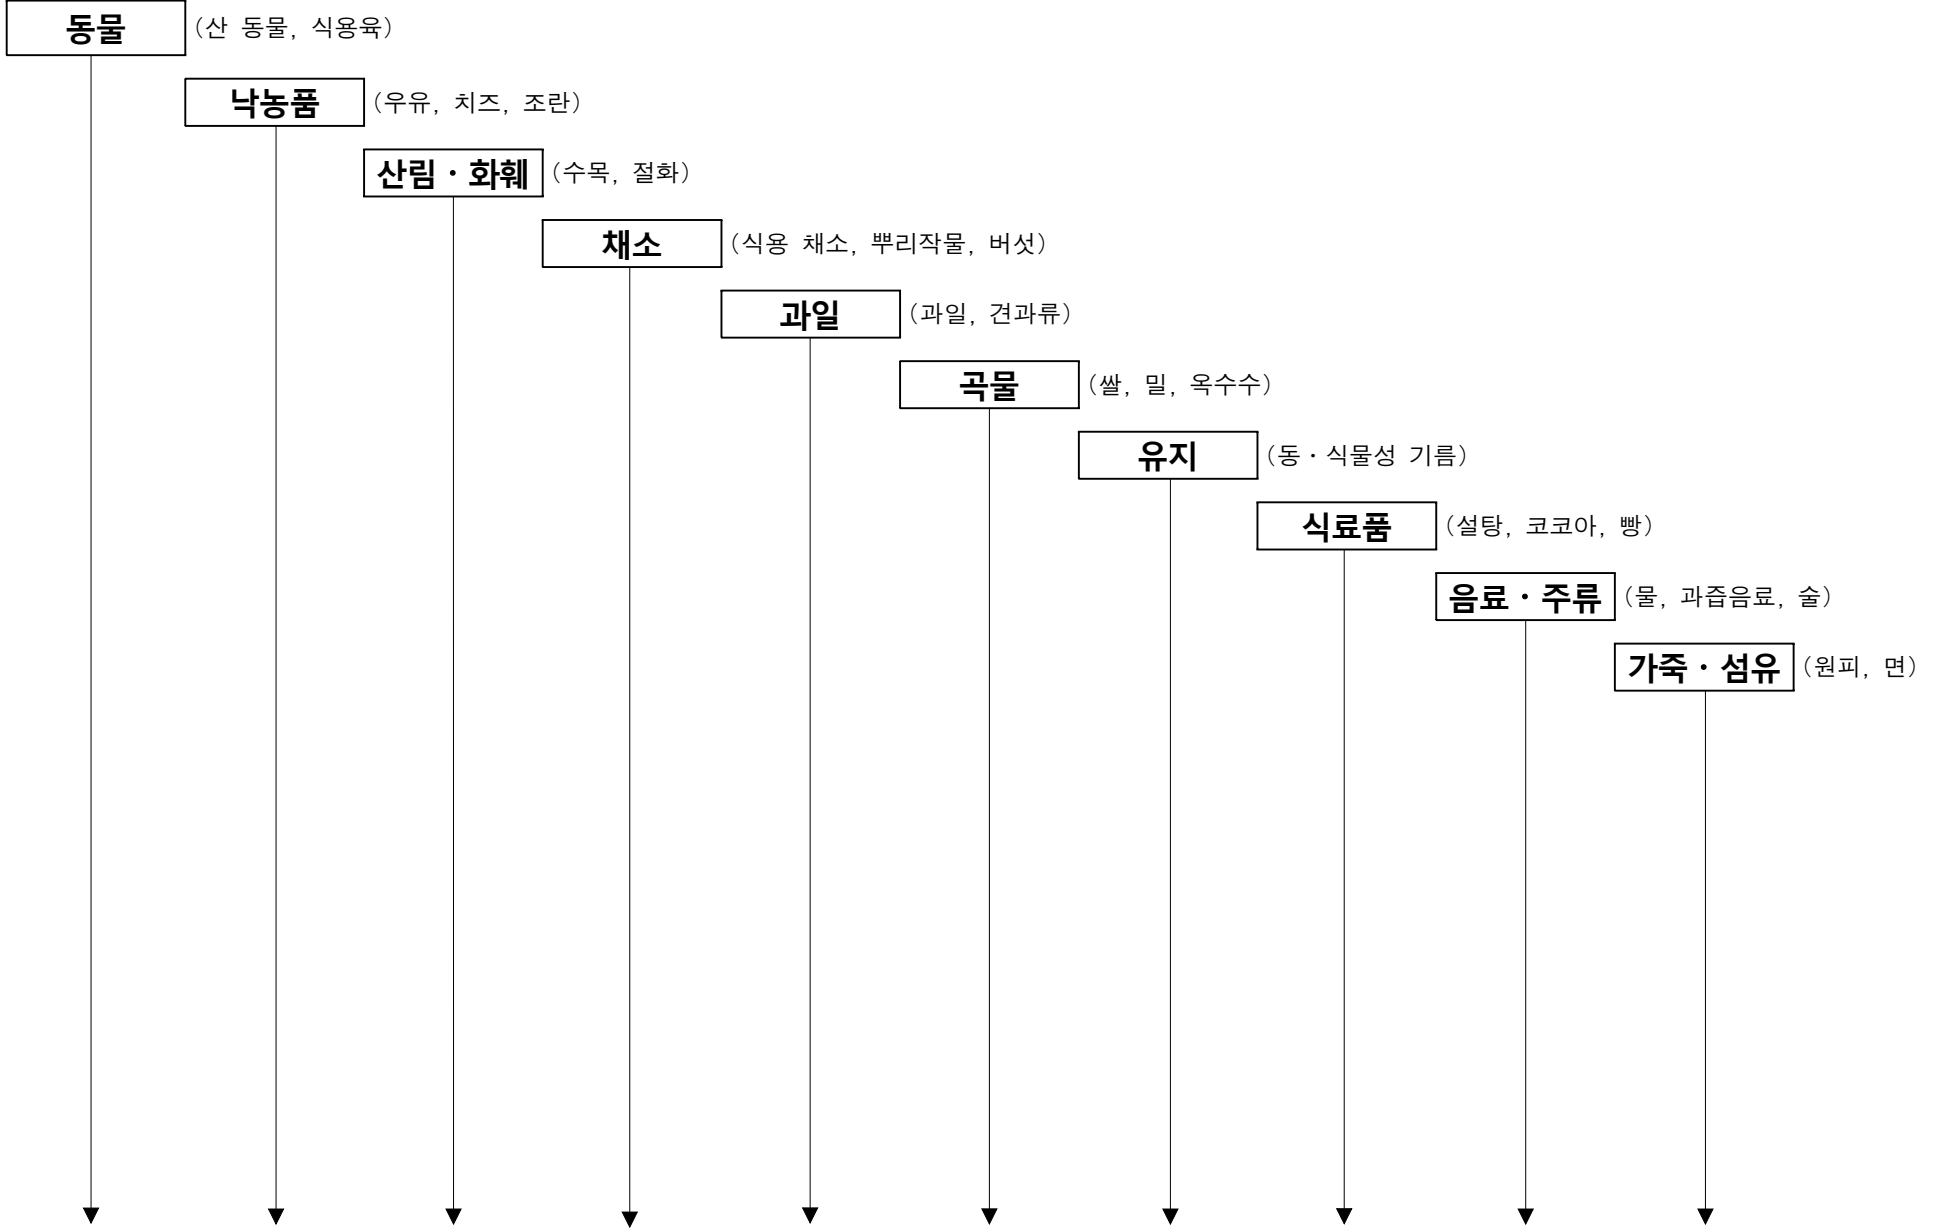 동물 (산 동물, 식용육)
낙농품 (우유, 치즈, 조란)
산림・화훼 (수목, 절화)
채소 (식용 채소, 뿌리작물, 버섯)
과일 (과일, 견과류)
곡물 (쌀, 밀, 옥수수)
유지 (동・식물성 기름)
식료품 (설탕, 코코아, 빵)
음료・주류 (물, 과즙음료, 술)
가죽・섬유 (원피, 면)